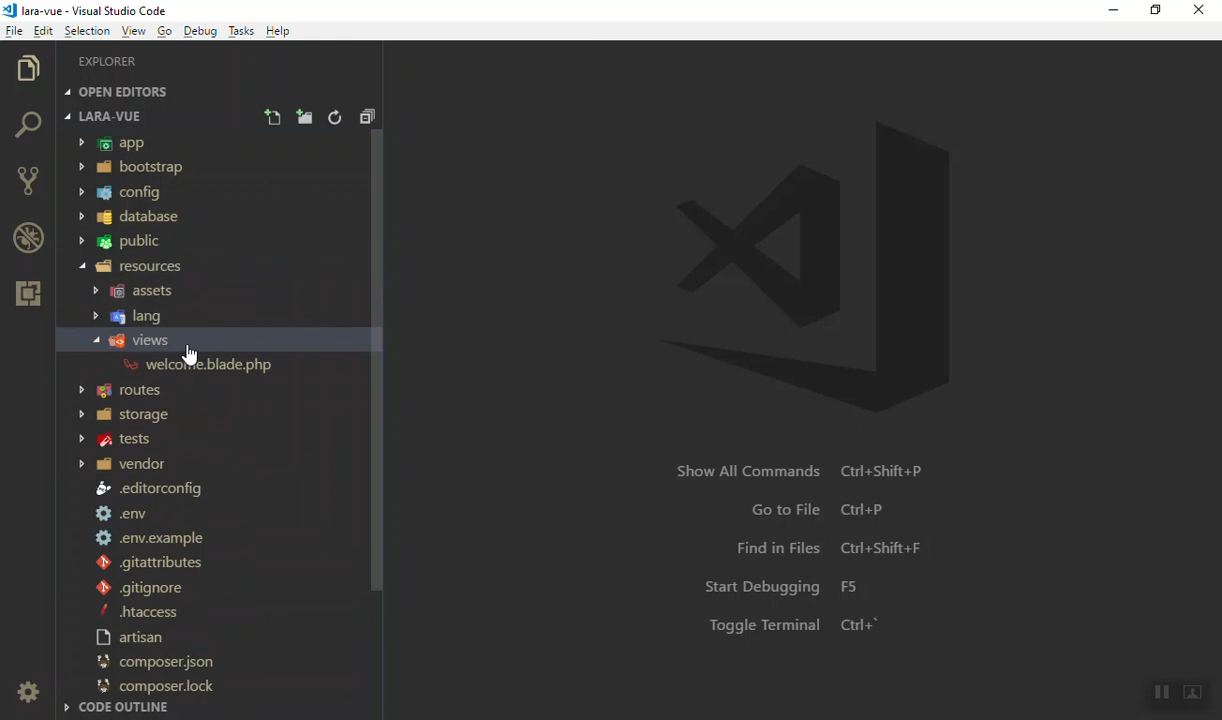 lara-vue - Visual Studio Code
File Edit Selection View Go Debug Tasks Help
EXPLORER
OPEN EDITORS
LARA-VUE
app
bootstrap
config
database
public
resources
assets
lang
views
welcome.blade.php
routes
storage
tests
vendor
.editorconfig
.env
.env.example
.gitattributes
.gitignore
.htaccess
artisan
composer.json
composer.lock
CODE OUTLINE
Show All Commands Ctrl+Shift+P
Go to File Ctrl+P
Find in Files Ctrl+Shift+F
Start Debugging F5
Toggle Terminal Ctrl+`